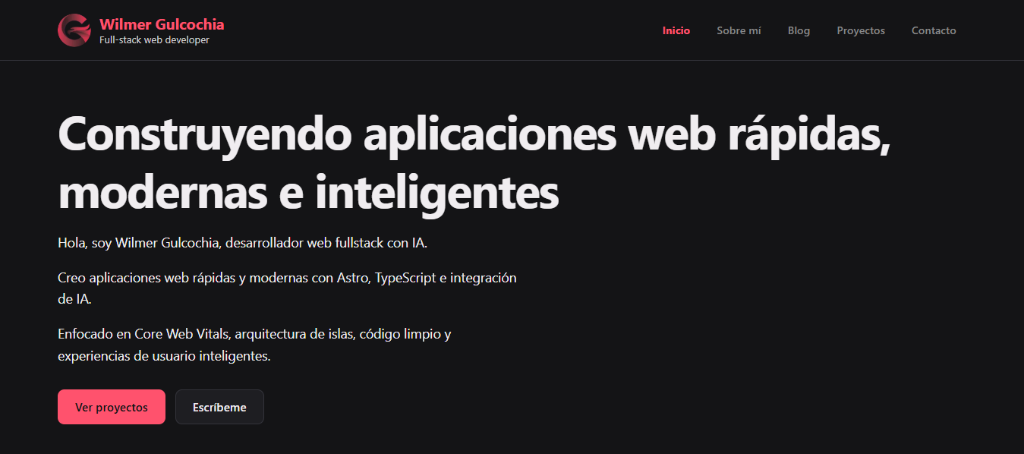 Wilmer Gulcochia
Full-stack web developer
Inicio
Sobre mí
Blog
Proyectos
Contacto
Construyendo aplicaciones web rápidas,
modernas e inteligentes
Hola, soy Wilmer Gulcochia, desarrollador web fullstack con IA.
Creo aplicaciones web rápidas y modernas con Astro, TypeScript e integración
de IA.
Enfocado en Core Web Vitals, arquitectura de islas, código limpio y
experiencias de usuario inteligentes.
Ver proyectos
Escríbeme